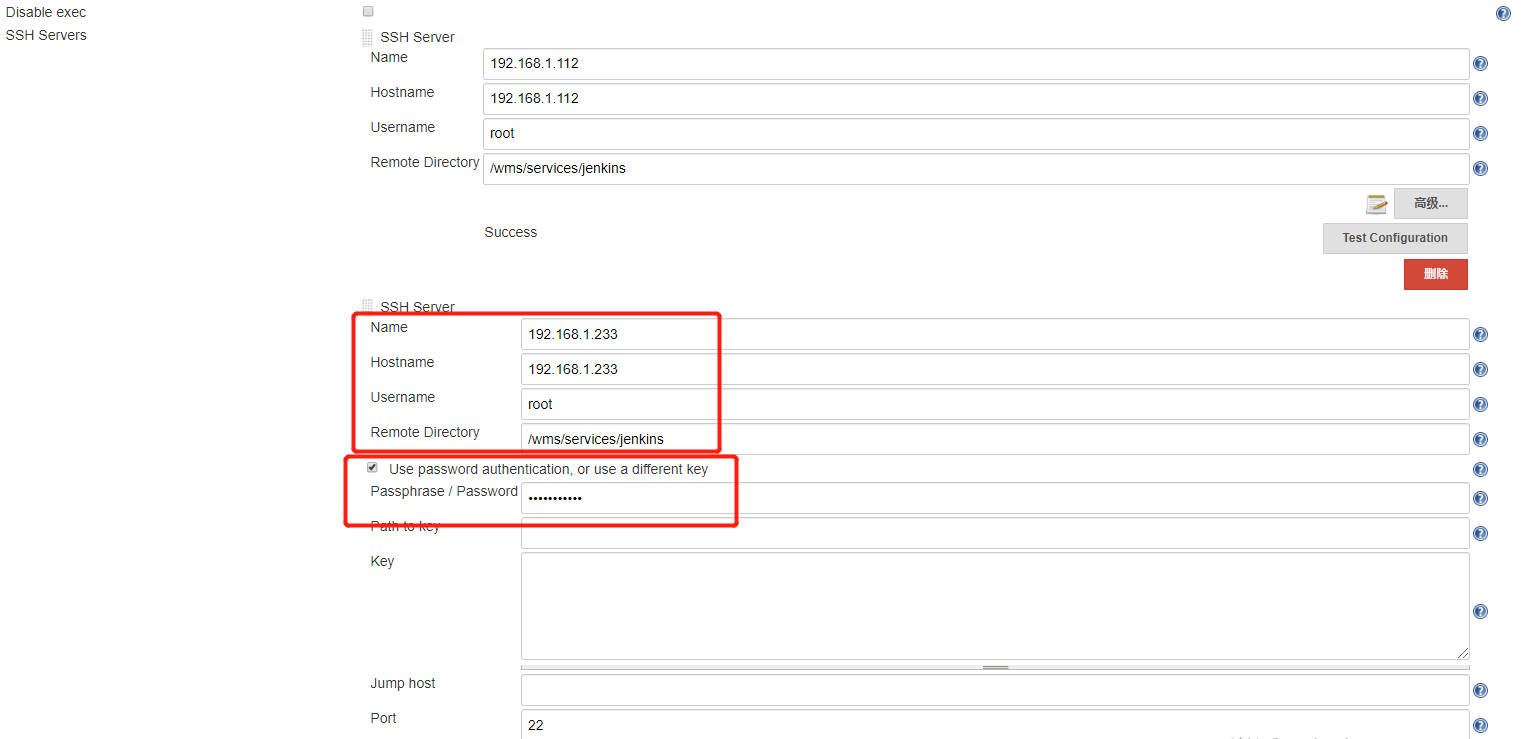 Disable exec
SSH Servers
SSH Server
Name 192.168.1.112
Hostname 192.168.1.112
Username root
Remote Directory /wms/services/jenkins
高级...
Success Test Configuration
删除
SSH Server
Name 192.168.1.233
Hostname 192.168.1.233
Username root
Remote Directory /wms/services/jenkins
Use password authentication, or use a different key
Passphrase / Password •••••••••••
Path to key
Key
Jump host
Port 22